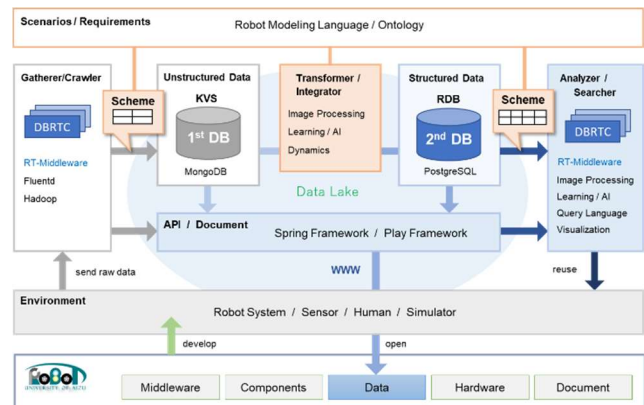 Scenarios / Requirements
Robot Modeling Language / Ontology
Gatherer/Crawler
DBRTC
RT-Middleware
Fluentd
Hadoop
Scheme
Unstructured Data
KVS
1st DB
MongoDB
Transformer /
Integrator
Image Processing
Learning / AI
Dynamics
Structured Data
RDB
2nd DB
PostgreSQL
Scheme
Analyzer /
Searcher
DBRTC
RT-Middleware
Image Processing
Learning / AI
Query Language
Visualization
Data Lake
API / Document
Spring Framework / Play Framework
send raw data
WWW
reuse
Environment
Robot System / Sensor / Human / Simulator
develop
open
Middleware
Components
Data
Hardware
Document